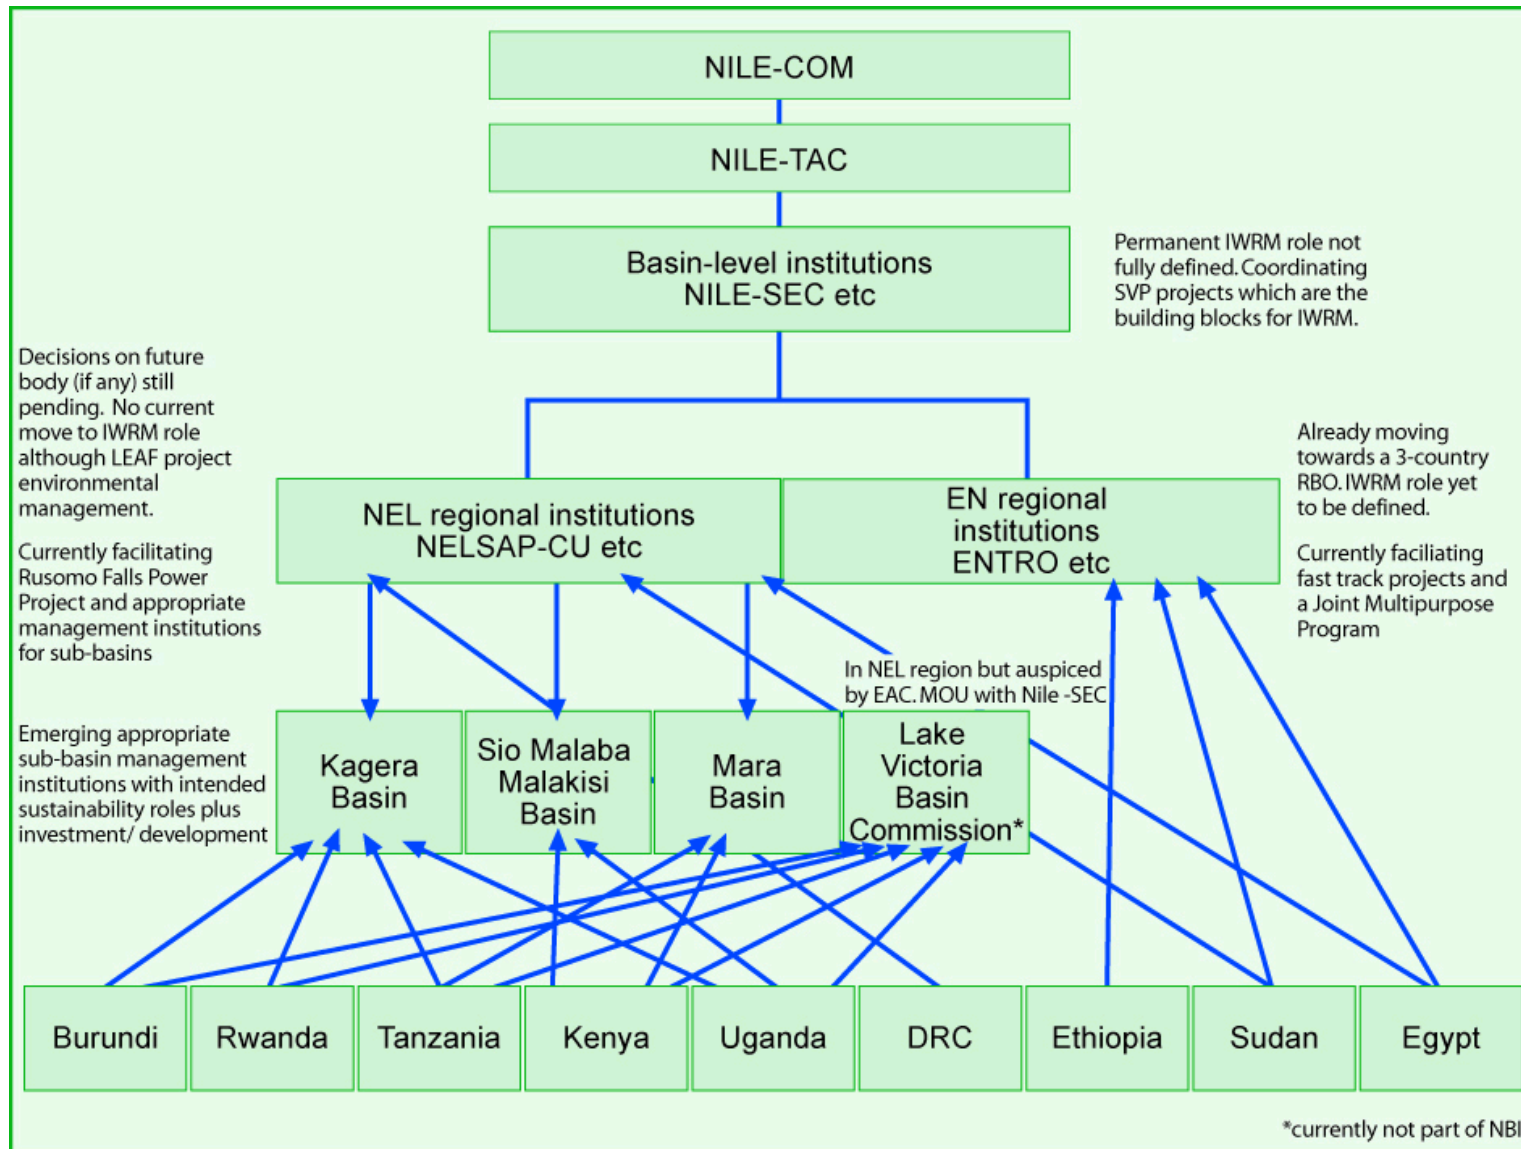 NILE-COM
NILE-TAC
Basin-level institutions
NILE-SEC etc
Permanent IWRM role not
fully defined. Coordinating
SVP projects which are the
building blocks for IWRM.
Decisions on future
body (if any) still
pending. No current
move to IWRM role
although LEAF project
environmental
management.
Currently facilitating
Rusomo Falls Power
Project and appropriate
management institutions
for sub-basins
NEL regional institutions
NELSAP-CU etc
EN regional
institutions
ENTRO etc
Already moving
towards a 3-country
RBO. IWRM role yet
to be defined.
Currently faciliating
fast track projects and
a Joint Multipurpose
Program
In NEL region but auspiced
by EAC. MOU with Nile -SEC
Emerging appropriate
sub-basin management
institutions with intended
sustainability roles plus
investment/ development
Kagera
Basin
Sio Malaba
Malakisi
Basin
Mara
Basin
Lake
Victoria
Basin
Commission*
Burundi
Rwanda
Tanzania
Kenya
Uganda
DRC
Ethiopia
Sudan
Egypt
*currently not part of NBI